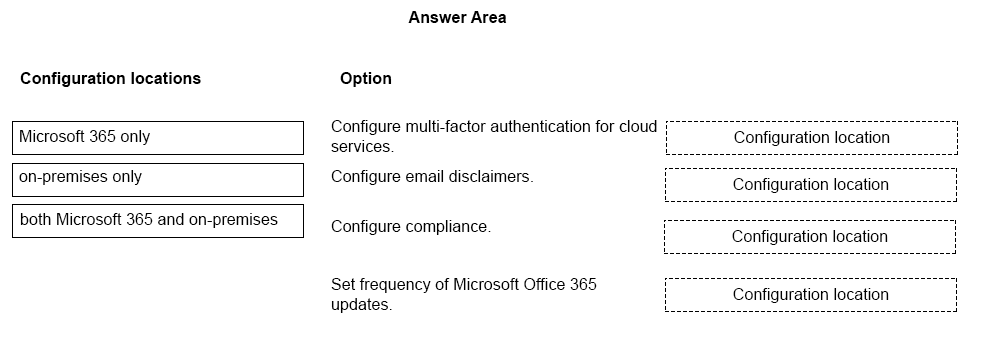 Answer Area
Configuration locations
Option
Microsoft 365 only
Configure multi-factor authentication for cloud
services.
Configuration location
on-premises only
Configure email disclaimers.
Configuration location
both Microsoft 365 and on-premises
Configure compliance.
Configuration location
Set frequency of Microsoft Office 365
updates.
Configuration location